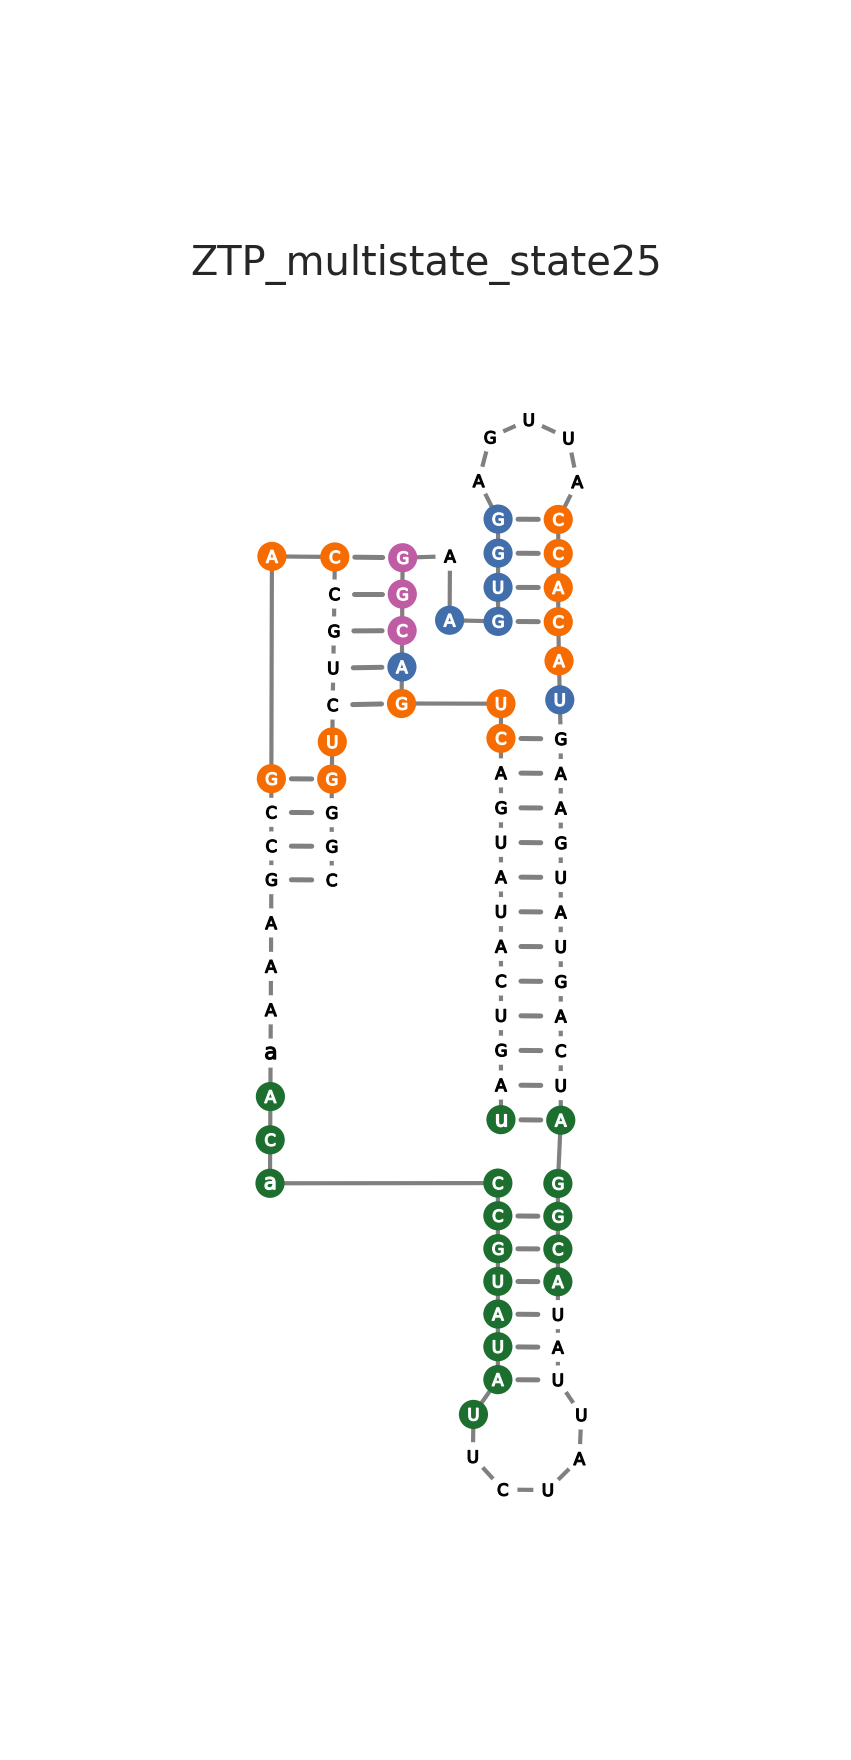 ZTP_multistate_state25
U
G U
A A
G C
A C G A G C
C G U A
A G C
G C
U A A
C G U U
U C G
G G A A
C G G A
C G U G
G C A U
A U A
A A U
A C G
U A
a G C
A A U
u A
C
a C G
C G
G C
U A
A U
U A
A U
U U
U A
C U